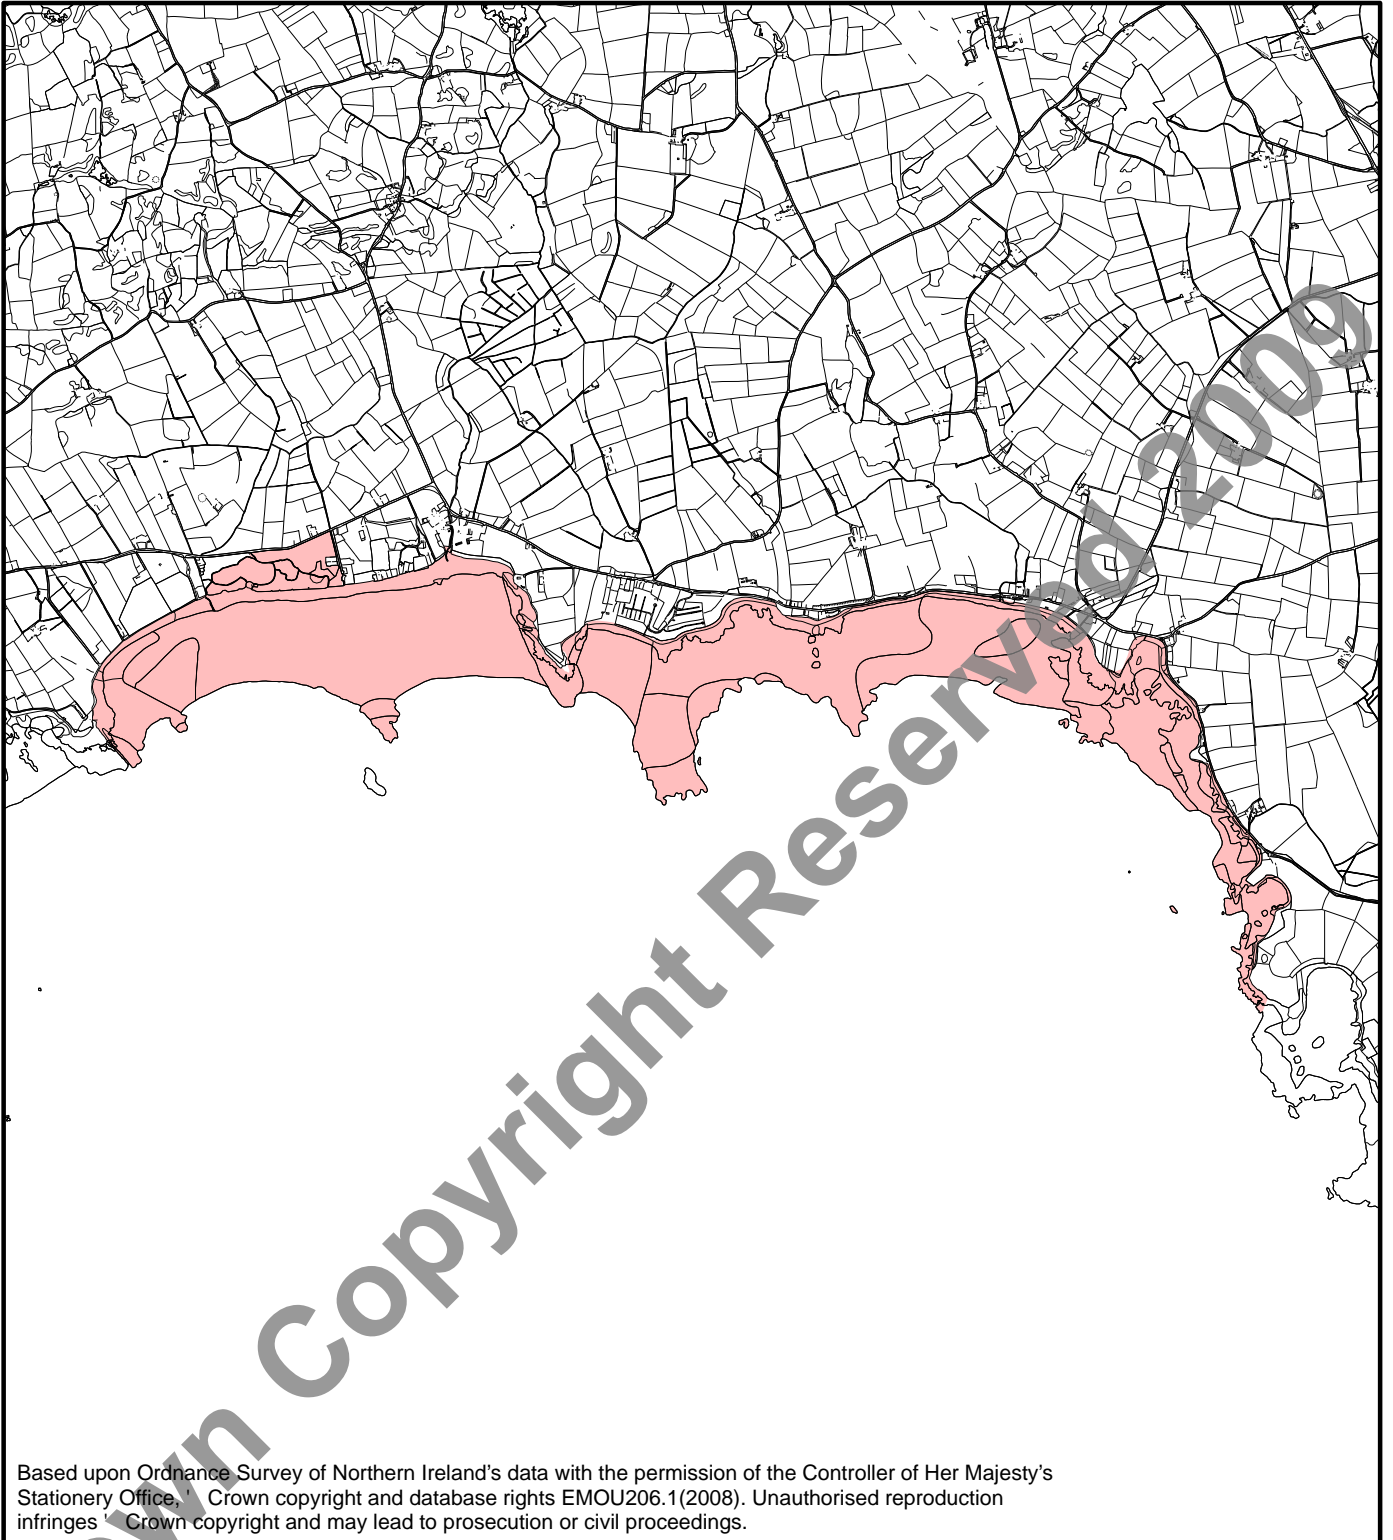 wn Copyright Reserved 2009
Based upon Ordnance Survey of Northern Ireland's data with the permission of the Controller of Her Majesty's
Stationery Office, ' Crown copyright and database rights EMOU206.1(2008). Unauthorised reproduction
infringes ' Crown copyright and may lead to prosecution or civil proceedings.